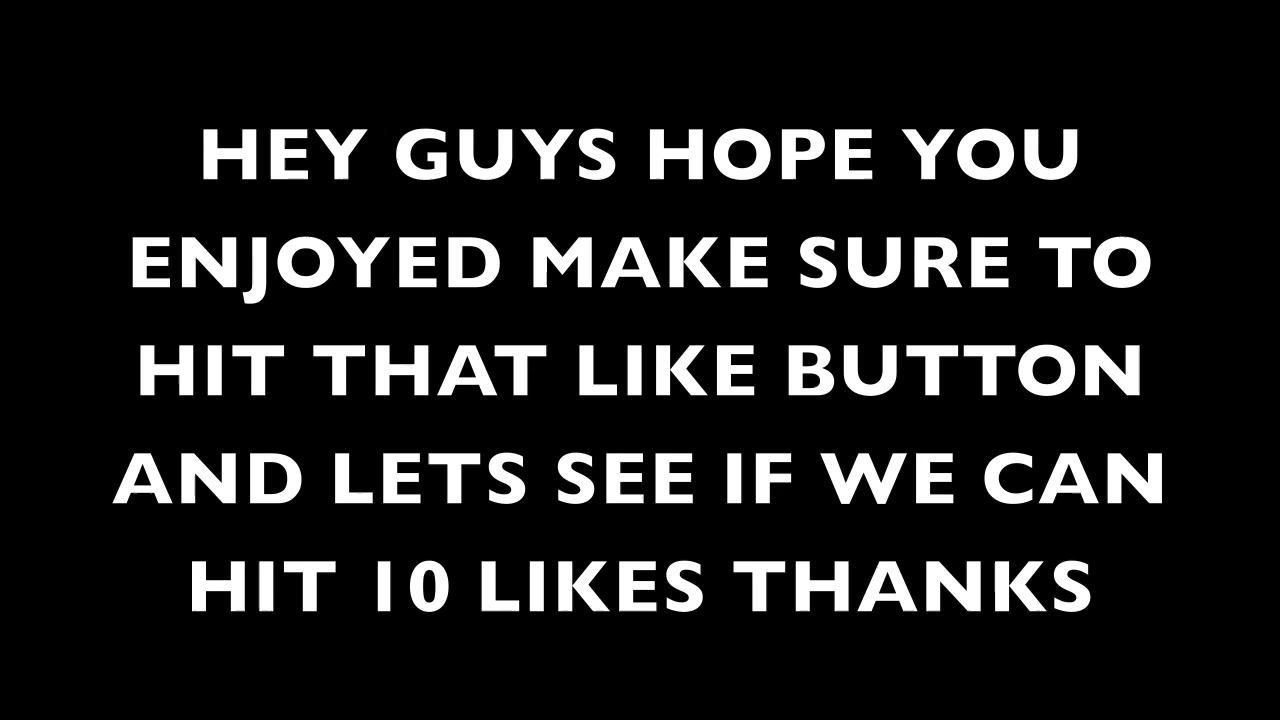 HEY GUYS HOPE YOU
ENJOYED MAKE SURE TO
HIT THAT LIKE BUTTON
AND LETS SEE IF WE CAN
HIT 10 LIKES THANKS